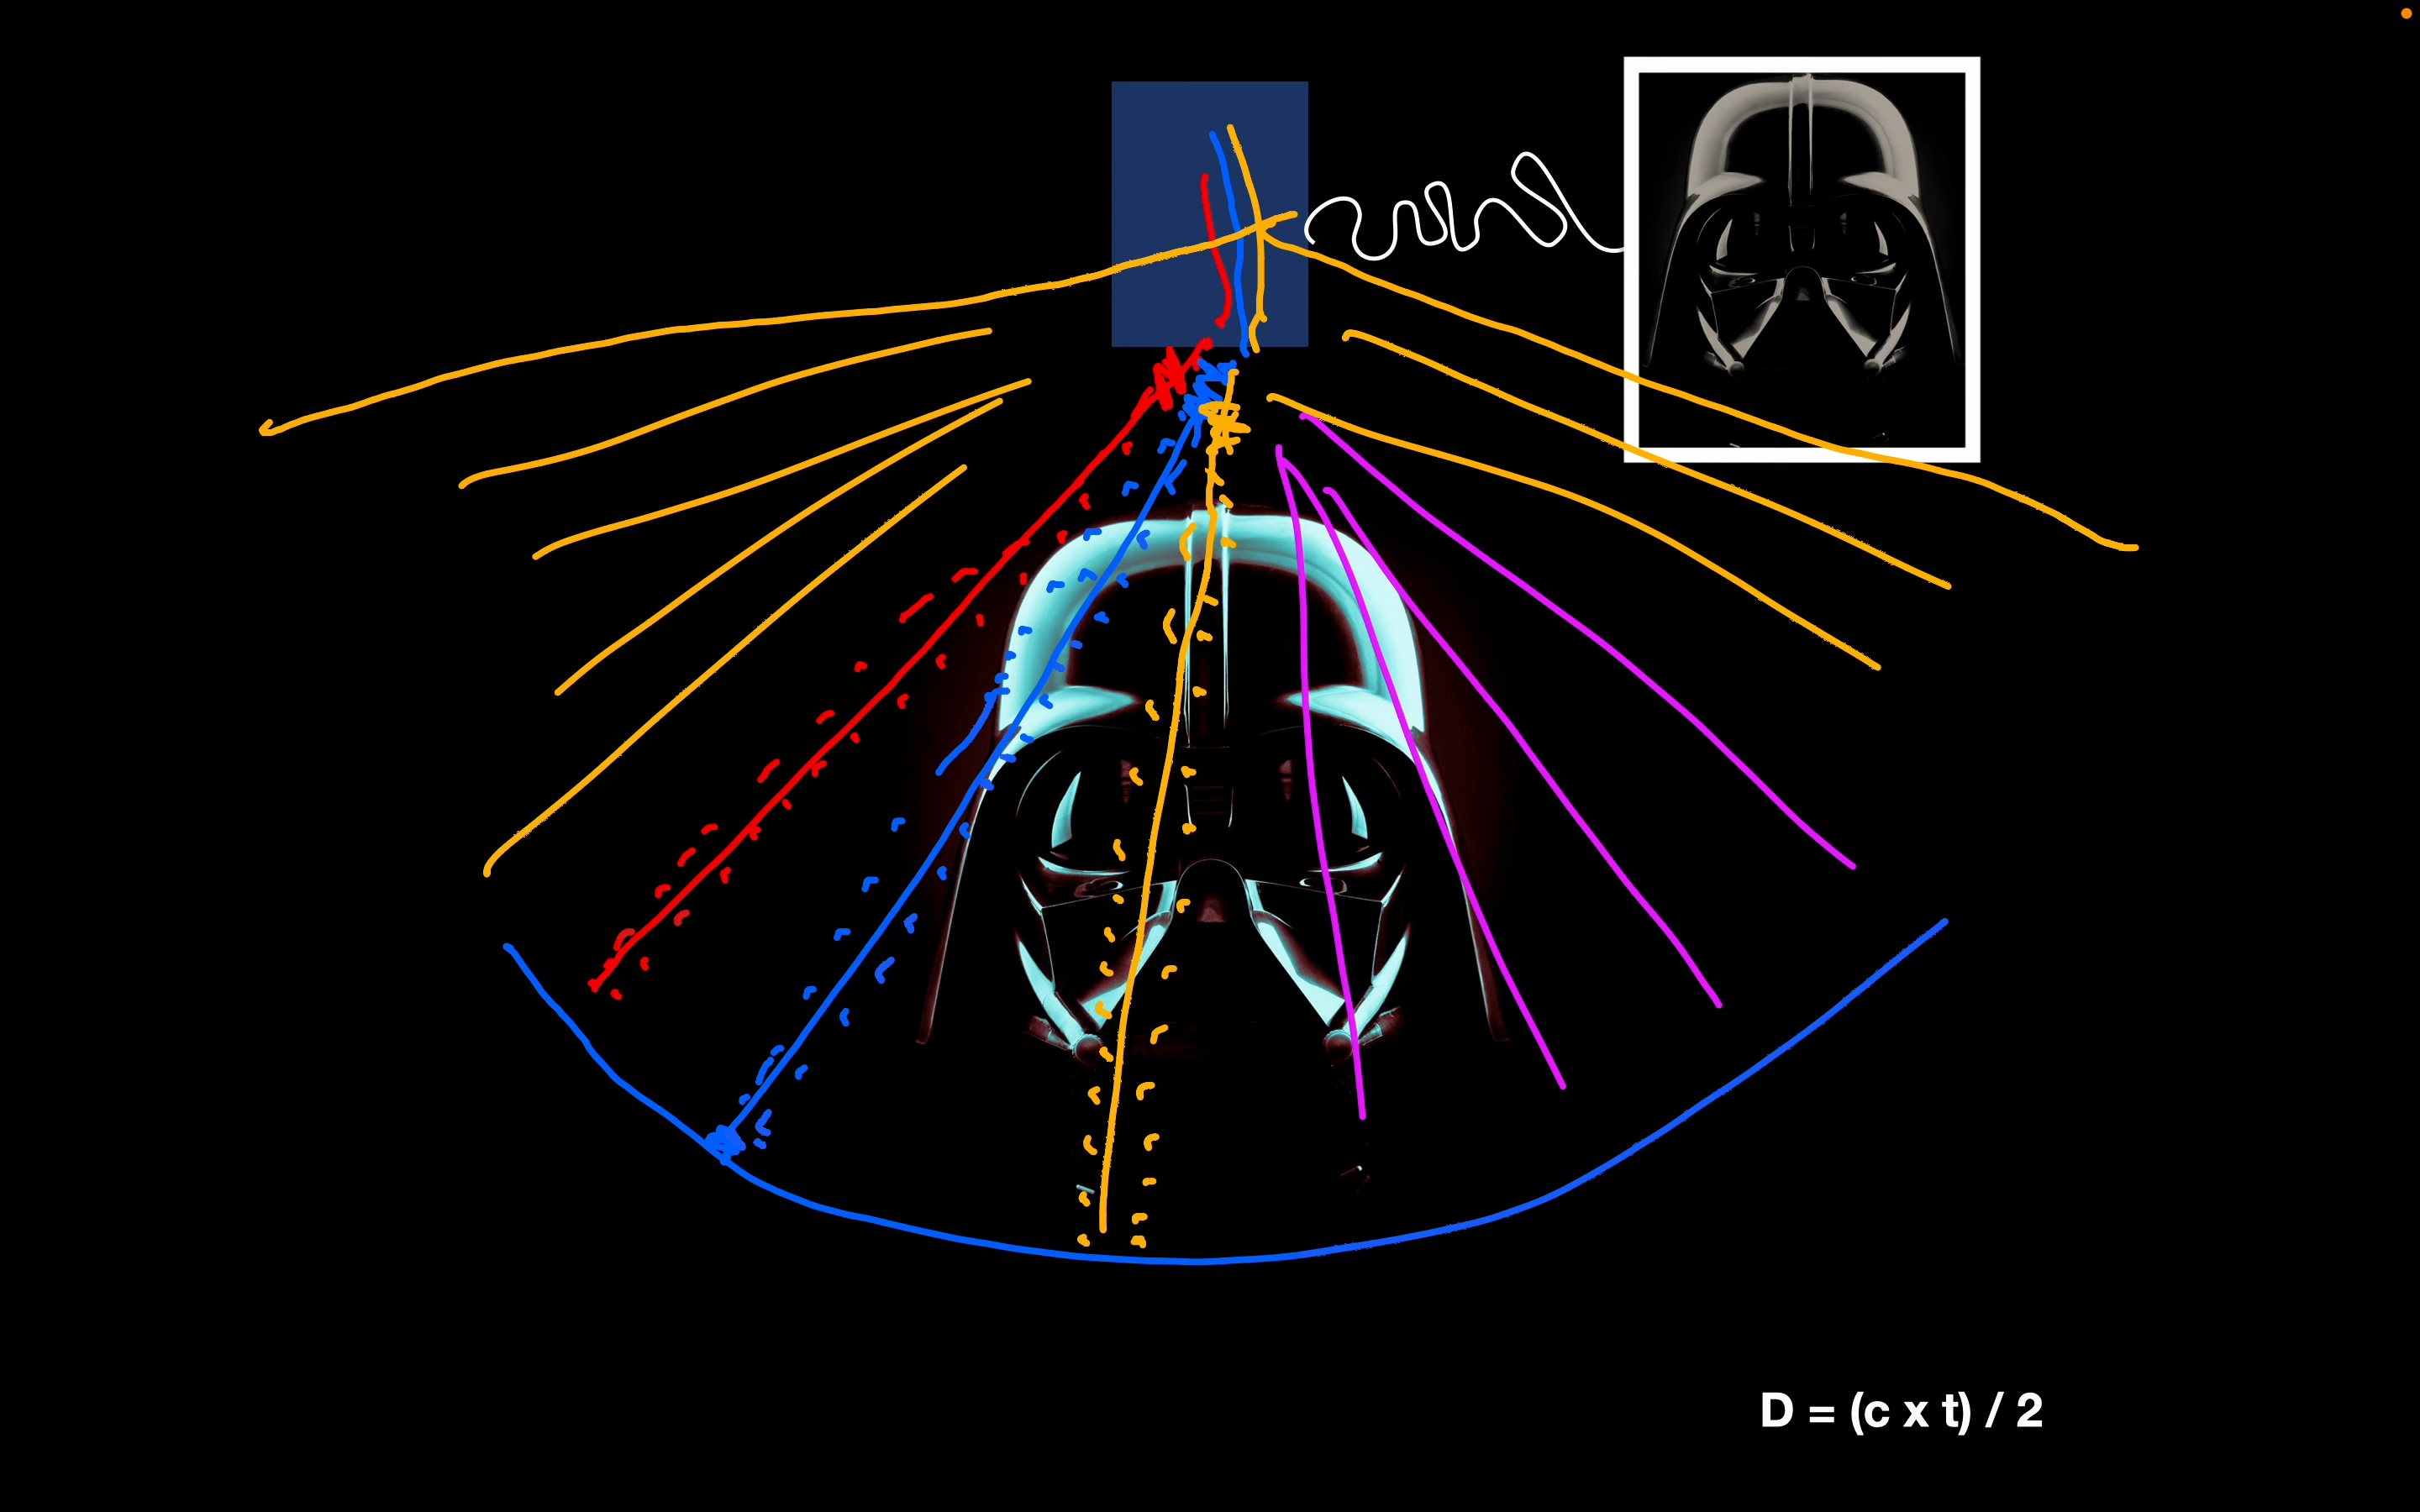 D = (c x t) / 2